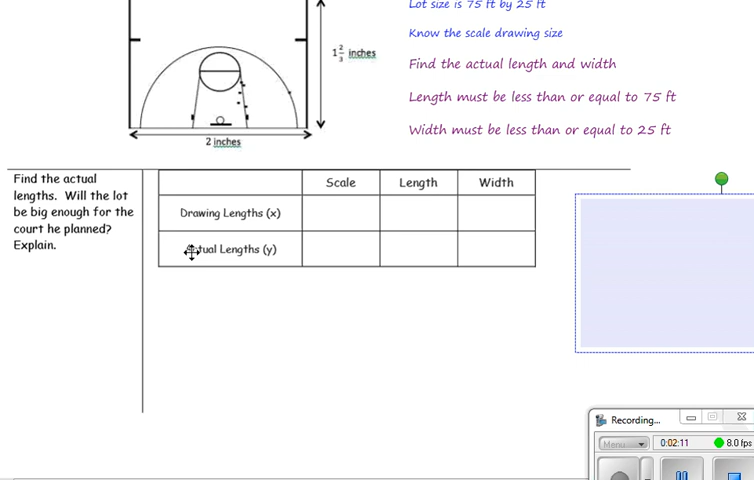 Lot size is 75 ft by 25 ft
Know the scale drawing size
1 2/3 inches
Find the actual length and width
Length must be less than or equal to 75 ft
Width must be less than or equal to 25 ft
2 inches
Find the actual
lengths. Will the lot
be big enough for the
court he planned?
Explain.
Scale Length Width
Drawing Lengths (x)
Actual Lengths (y)
Recording...
Menu
0:02:11 8.0 fps